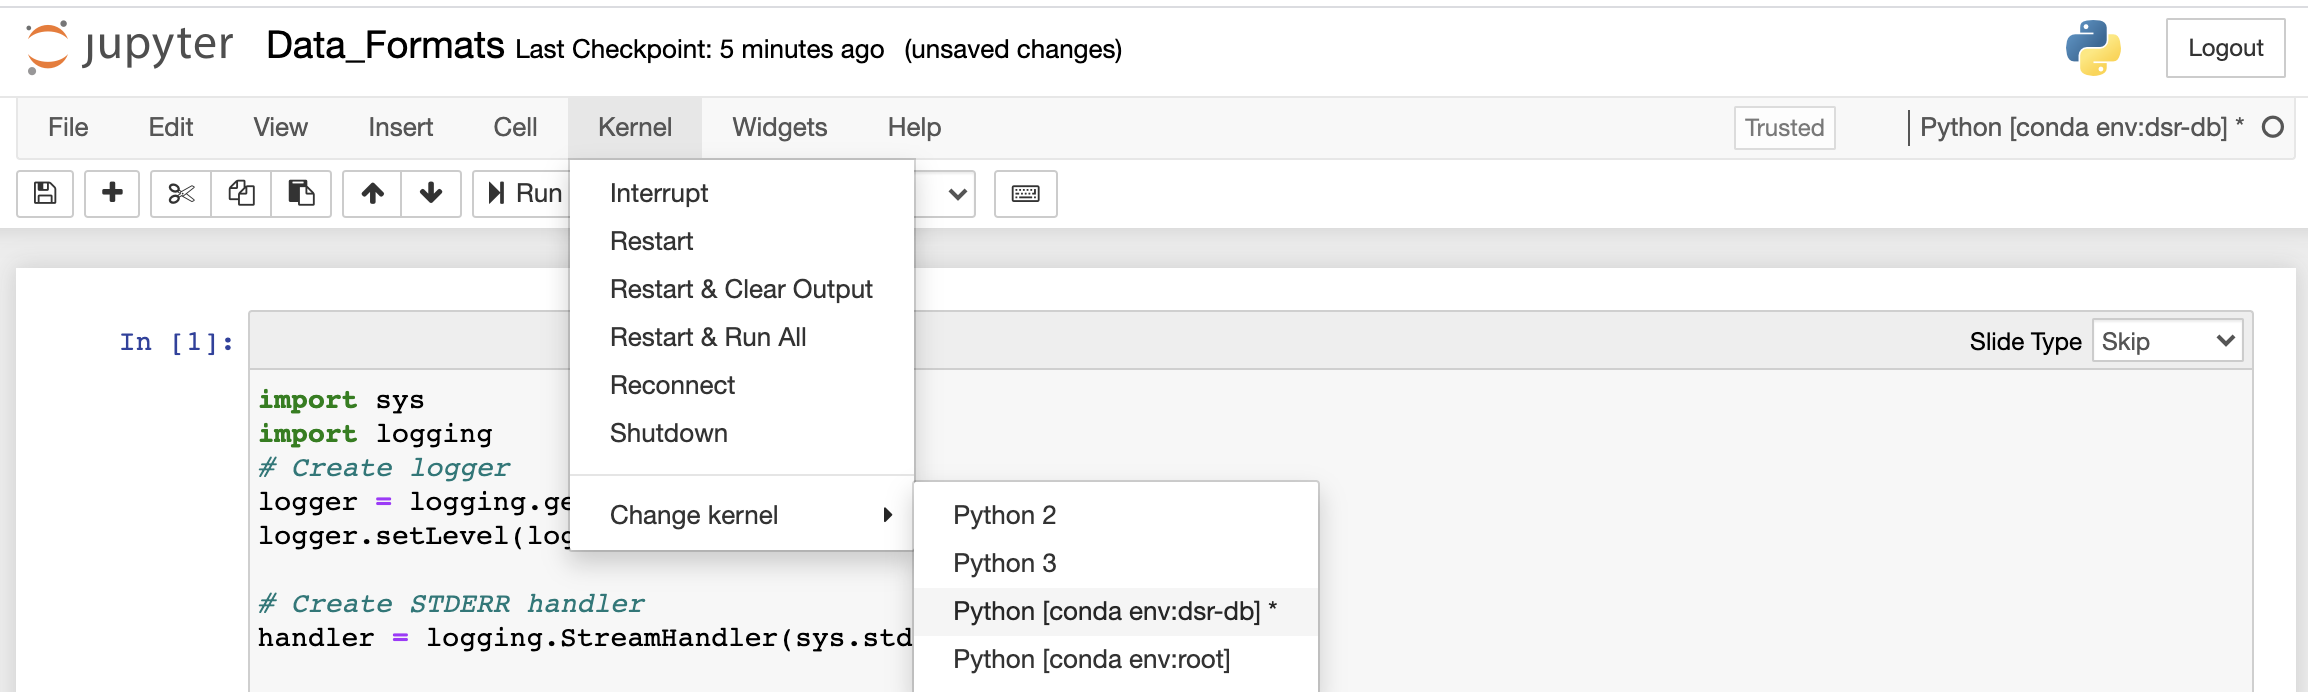 jupyter Data_Formats Last Checkpoint: 5 minutes ago (unsaved changes) Logout
File Edit View Insert Cell Kernel Widgets Help Trusted Python [conda env:dsr-db] *
Run
Interrupt
Restart
Restart & Clear Output
Restart & Run All
Reconnect
Shutdown
Change kernel
Python 2
Python 3
Python [conda env:dsr-db] *
Python [conda env:root]
In [1]:
Slide Type Skip
import sys
import logging
# Create logger
logger = logging.ge
logger.setLevel(log
# Create STDERR handler
handler = logging.StreamHandler(sys.std